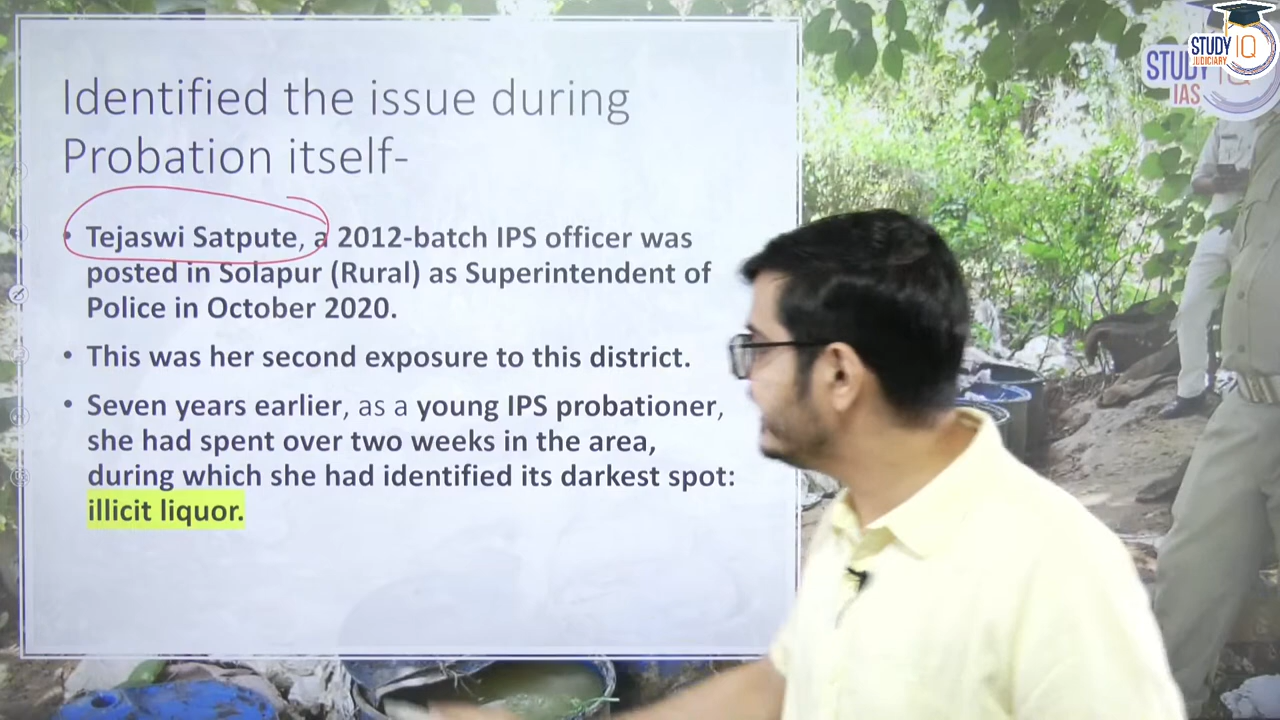 Identified the issue during
Probation itself-
• Tejaswi Satpute, a 2012-batch IPS officer was
posted in Solapur (Rural) as Superintendent of
Police in October 2020.
• This was her second exposure to this district.
• Seven years earlier, as a young IPS probationer,
she had spent over two weeks in the area,
during which she had identified its darkest spot:
illicit liquor.
STUDY IQ
JUDICIARY
STUDY IQ
IAS